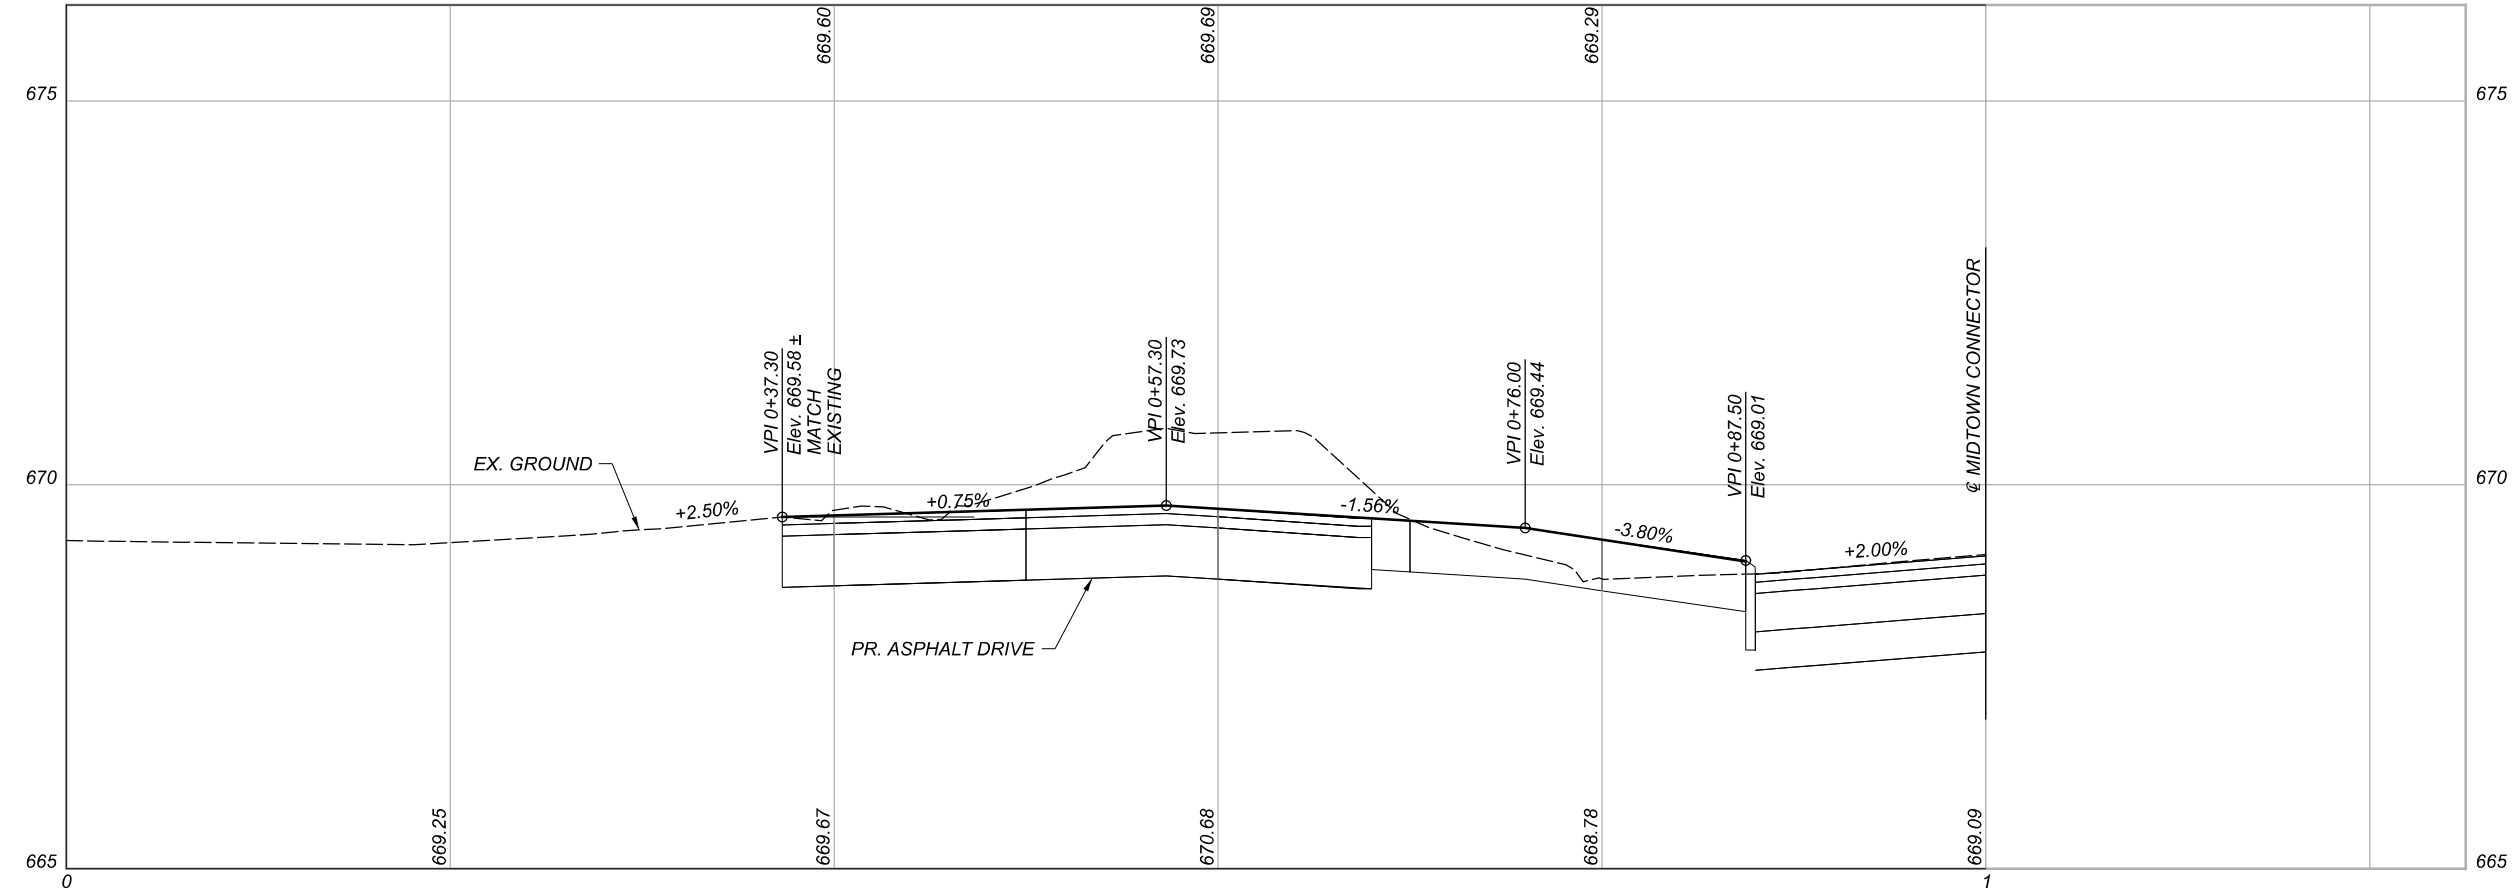 669.60
669.69
669.29
675
675
VPI 0+37.30
Elev. 669.58 ±
MATCH
EXISTING
VPI 0+57.30
Elev. 669.73
VPI 0+76.00
Elev. 669.44
VPI 0+87.50
Elev. 669.01
℄ MIDTOWN CONNECTOR
EX. GROUND
670
670
+2.50%
+0.75%
-1.56%
-3.80%
+2.00%
PR. ASPHALT DRIVE
669.25
669.67
670.68
668.78
669.09
665
665
0
1